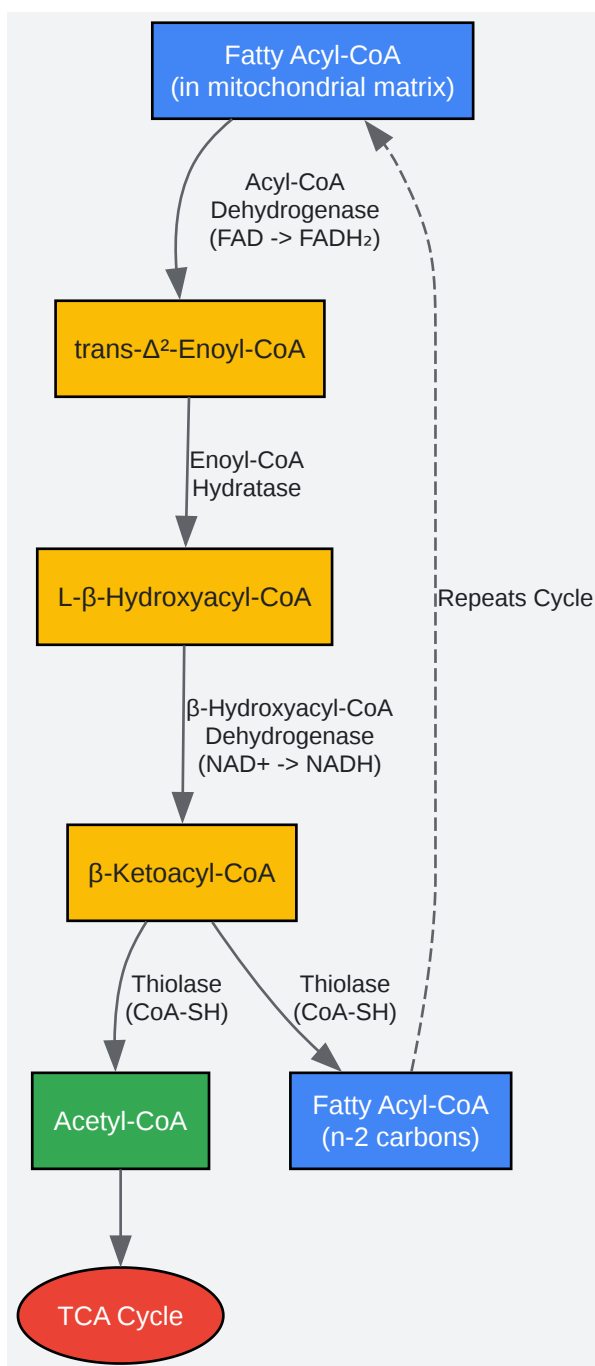 Fatty Acyl-CoA
(in mitochondrial matrix)
Acyl-CoA
Dehydrogenase
(FAD -> FADH₂)
trans-Δ²-Enoyl-CoA
Enoyl-CoA
Hydratase
L-β-Hydroxyacyl-CoA
Repeats Cycle
β-Hydroxyacyl-CoA
Dehydrogenase
(NAD+ -> NADH)
β-Ketoacyl-CoA
Thiolase
(CoA-SH)
Thiolase
(CoA-SH)
Acetyl-CoA
Fatty Acyl-CoA
(n-2 carbons)
TCA Cycle